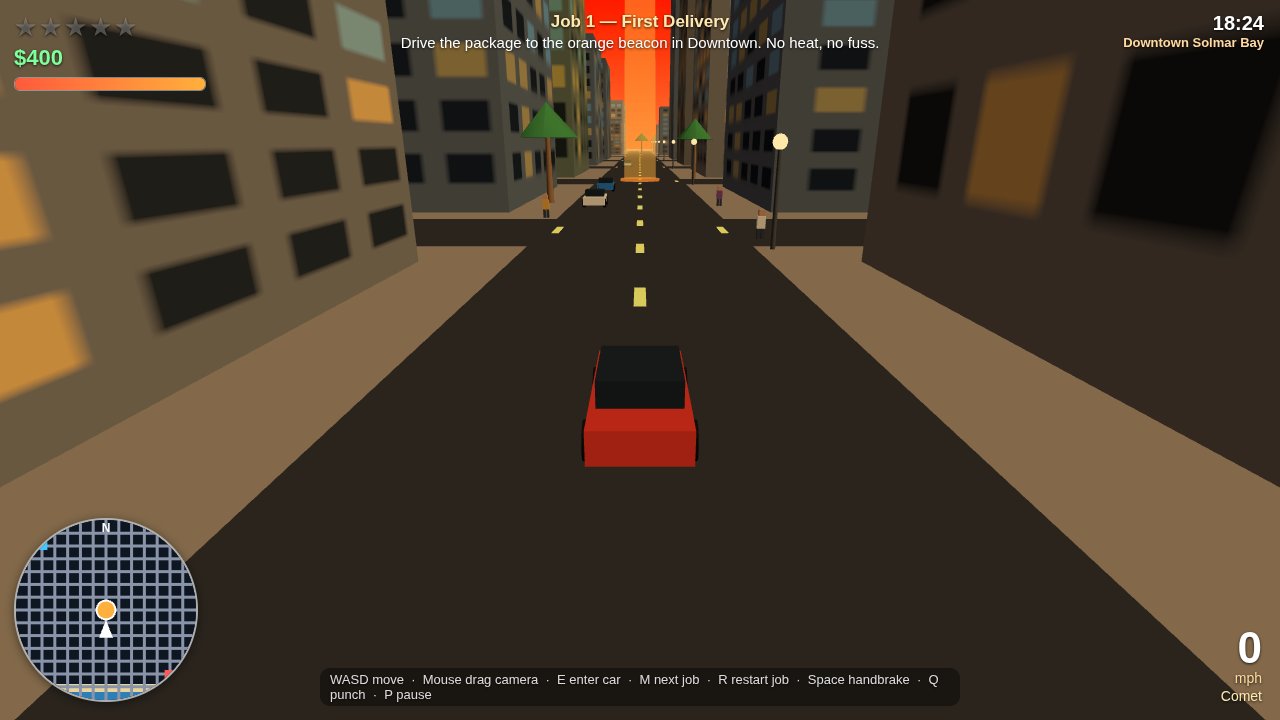 Job 1 — First Delivery
Drive the package to the orange beacon in Downtown. No heat, no fuss.
$400
18:24
Downtown Solmar Bay
N
WASD move · Mouse drag camera · E enter car · M next job · R restart job · Space handbrake · Q
punch · P pause
0
mph
Comet